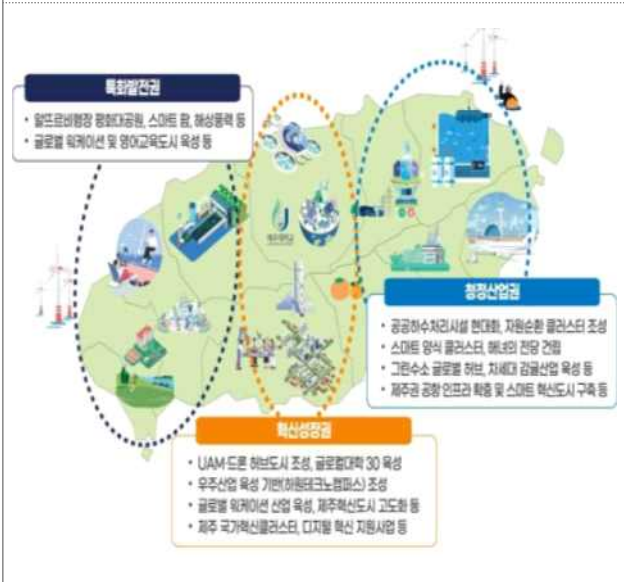 특화발전권
• 알뜨르비행장 평화대공원, 스마트 팜, 해상풍력 등
• 글로벌 워케이션 및 영어교육도시 육성 등
제주대학교
청정산업권
• 공공하수처리시설 현대화, 자원순환 클러스터 조성
• 스마트 양식 클러스터, 해녀의 전당 건립
• 그린수소 글로벌 허브, 차세대 감귤산업 육성 등
• 제주권 공항 인프라 확충 및 스마트 혁신도시 구축 등
혁신성장권
• UAM·드론 허브도시 조성, 글로컬대학 30 육성
• 우주산업 육성 기반(하원테크노캠퍼스) 조성
• 글로벌 워케이션 산업 육성, 제주혁신도시 고도화 등
• 제주 국가혁신클러스터, 디지털 혁신 지원사업 등